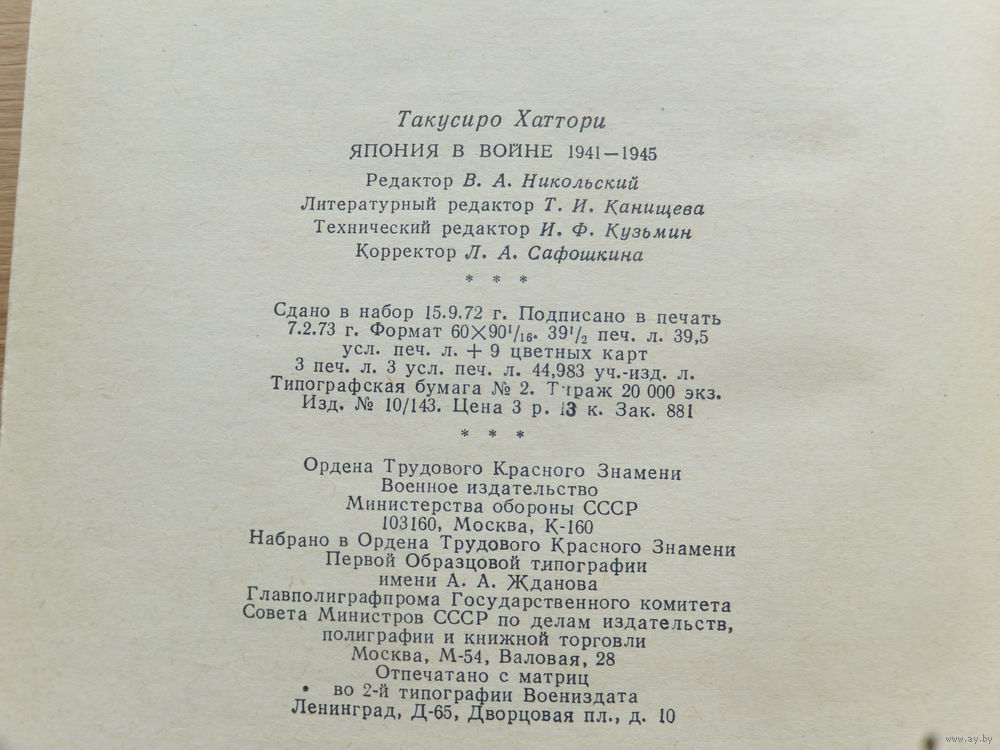 Такусиро Хаттори
ЯПОНИЯ В ВОЙНЕ 1941—1945
Редактор В. А. Никольский
Литературный редактор Т. И. Канищева
Технический редактор И. Ф. Кузьмин
Корректор Л. А. Сафошкина
* * *
Сдано в набор 15.9.72 г. Подписано в печать
7.2.73 г. Формат 60×90¹/₁₆. 39¹/₂ печ. л. 39,5
усл. печ. л. + 9 цветных карт
3 печ. л. 3 усл. печ. л. 44,983 уч.-изд. л.
Типографская бумага № 2. Тираж 20 000 экз.
Изд. № 10/143. Цена 3 р. 13 к. Зак. 881
* * *
Ордена Трудового Красного Знамени
Военное издательство
Министерства обороны СССР
103160, Москва, К-160
Набрано в Ордена Трудового Красного Знамени
Первой Образцовой типографии
имени А. А. Жданова
Главполиграфпрома Государственного комитета
Совета Министров СССР по делам издательств,
полиграфии и книжной торговли
Москва, М-54, Валовая, 28
Отпечатано с матриц
во 2-й типографии Воениздата
Ленинград, Д-65, Дворцовая пл., д. 10
www.ay.by